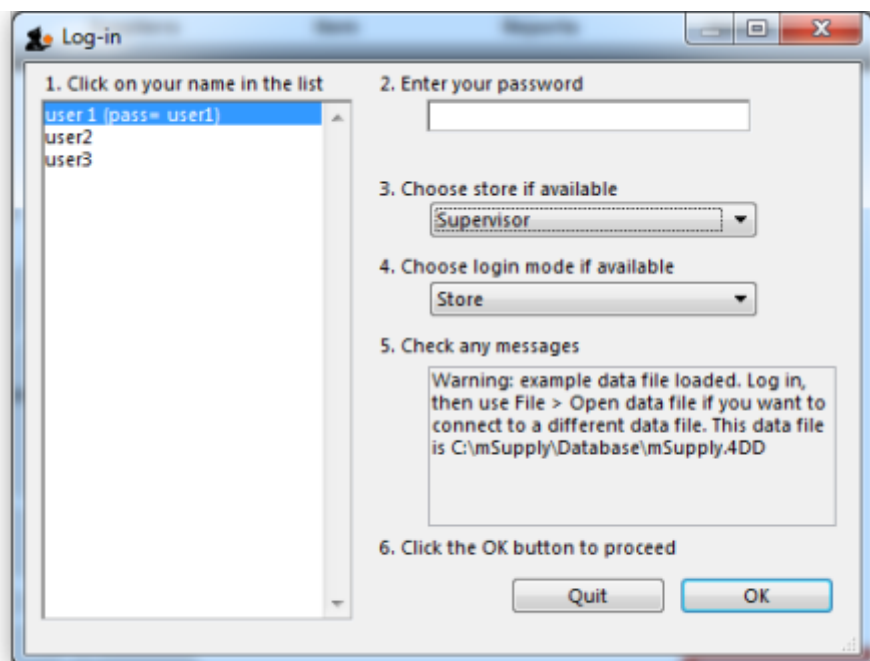 Log-in
1. Click on your name in the list
user 1 (pass= user1)
user2
user3
2. Enter your password
3. Choose store if available
Supervisor
4. Choose login mode if available
Store
5. Check any messages
Warning: example data file loaded. Log in,
then use File > Open data file if you want to
connect to a different data file. This data file
is C:\mSupply\Database\mSupply.4DD
6. Click the OK button to proceed
Quit
OK